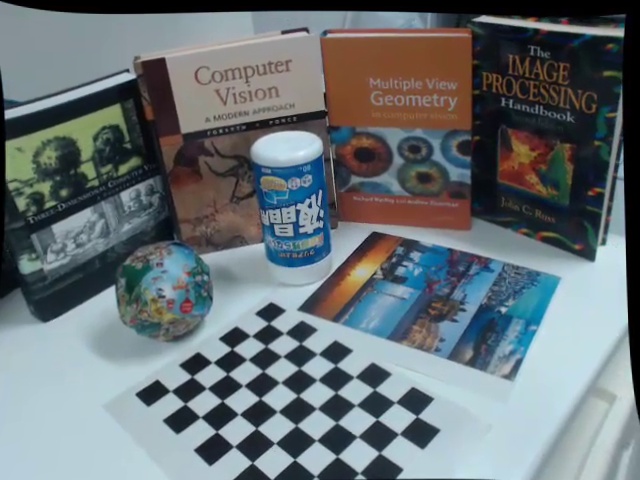 Three-Dimensional Computer
Computer
Vision
A MODERN APPROACH
FORSYTH • PONCE
Multiple View
Geometry
in computer vision
Richard Hartley and Andrew Zisserman
The
IMAGE
PROCESSING
Handbook
John C. Russ